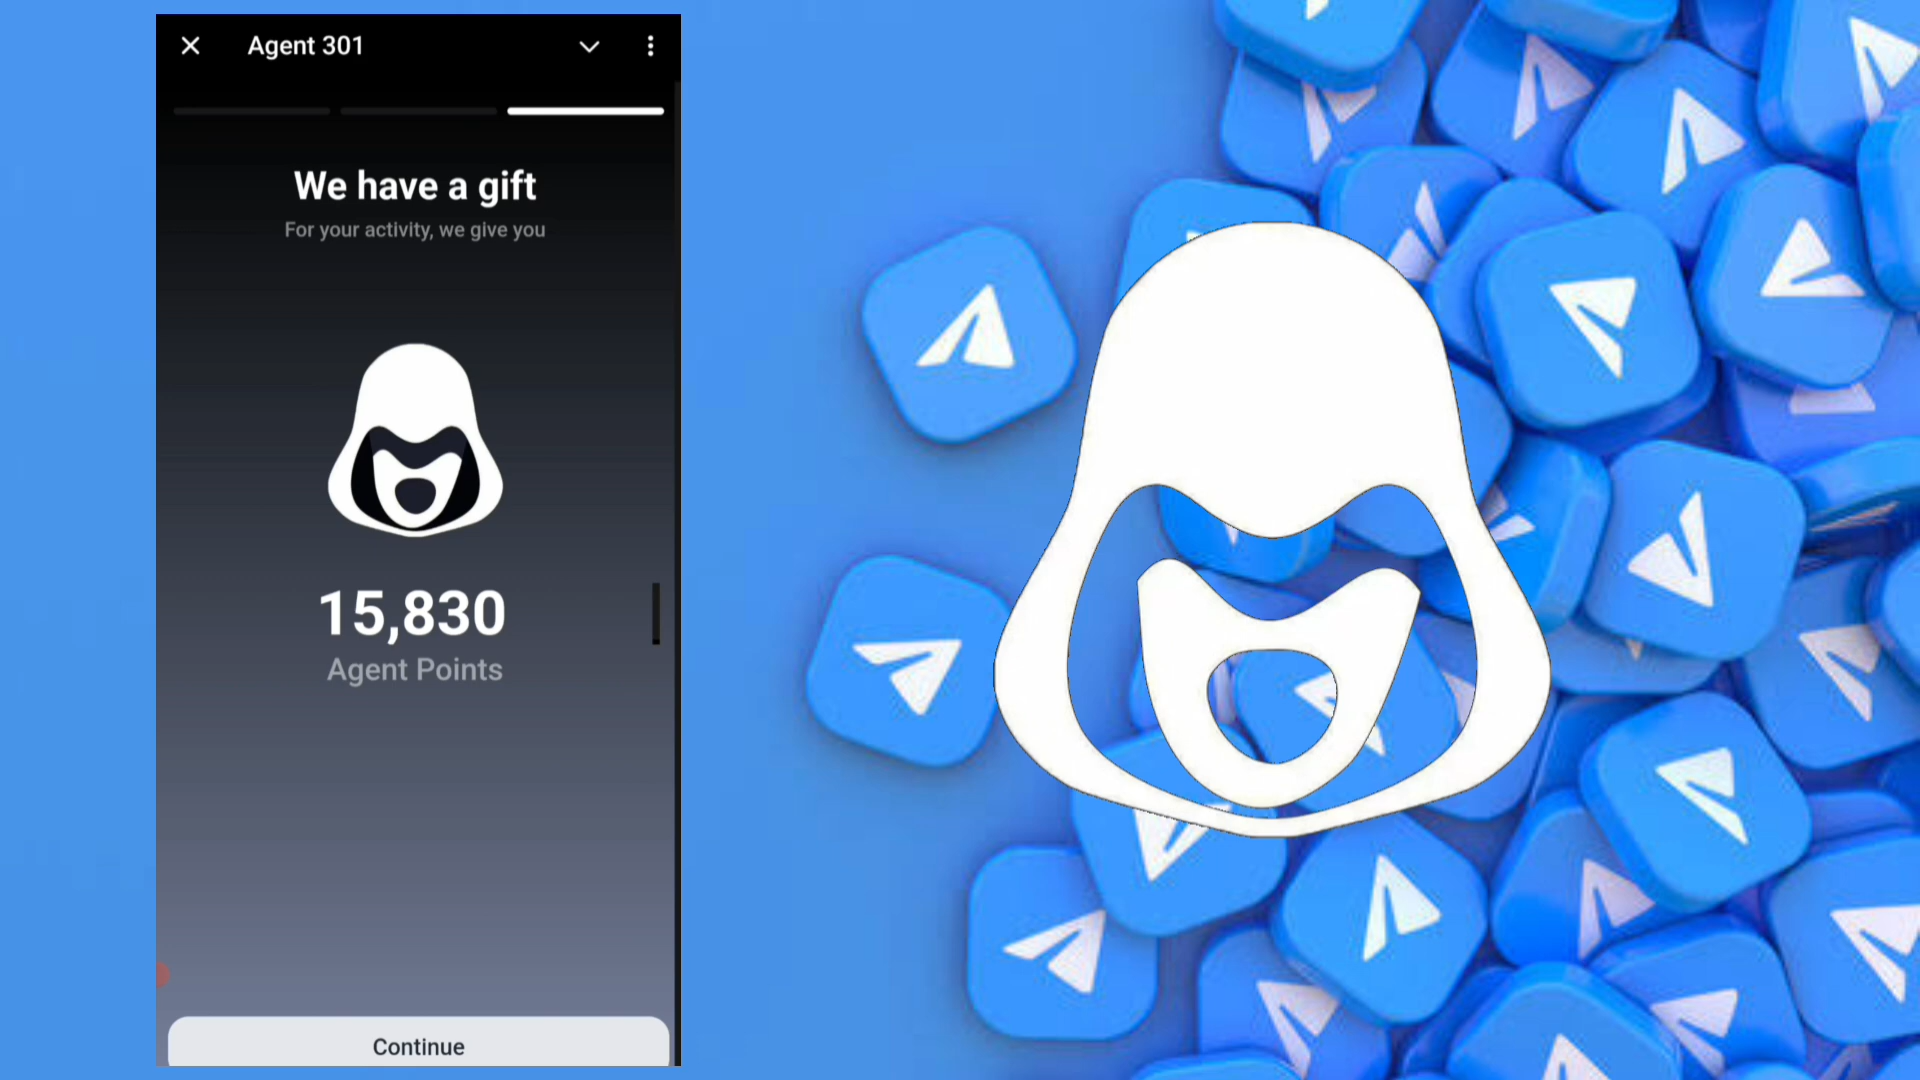 Agent 301
We have a gift
For your activity, we give you
15,830
Agent Points
Continue